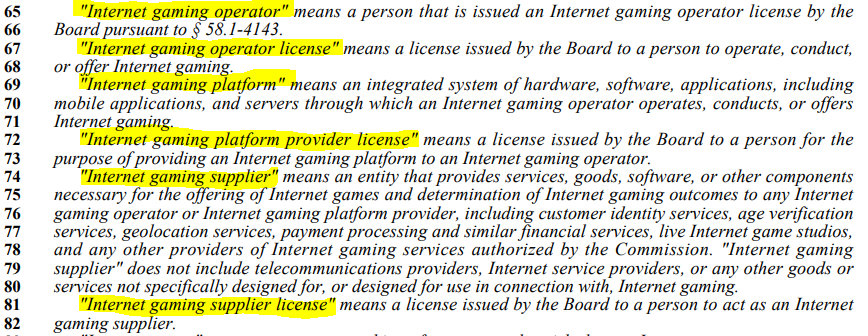 65 "Internet gaming operator" means a person that is issued an Internet gaming operator license by the
66 Board pursuant to § 58.1-4143.
67 "Internet gaming operator license" means a license issued by the Board to a person to operate, conduct,
68 or offer Internet gaming.
69 "Internet gaming platform" means an integrated system of hardware, software, applications, including
70 mobile applications, and servers through which an Internet gaming operator operates, conducts, or offers
71 Internet gaming.
72 "Internet gaming platform provider license" means a license issued by the Board to a person for the
73 purpose of providing an Internet gaming platform to an Internet gaming operator.
74 "Internet gaming supplier" means an entity that provides services, goods, software, or other components
75 necessary for the offering of Internet games and determination of Internet gaming outcomes to any Internet
76 gaming operator or Internet gaming platform provider, including customer identity services, age verification
77 services, geolocation services, payment processing and similar financial services, live Internet game studios,
78 and any other providers of Internet gaming services authorized by the Commission. "Internet gaming
79 supplier" does not include telecommunications providers, Internet service providers, or any other goods or
80 services not specifically designed for, or designed for use in connection with, Internet gaming.
81 "Internet gaming supplier license" means a license issued by the Board to a person to act as an Internet
82 gaming supplier.